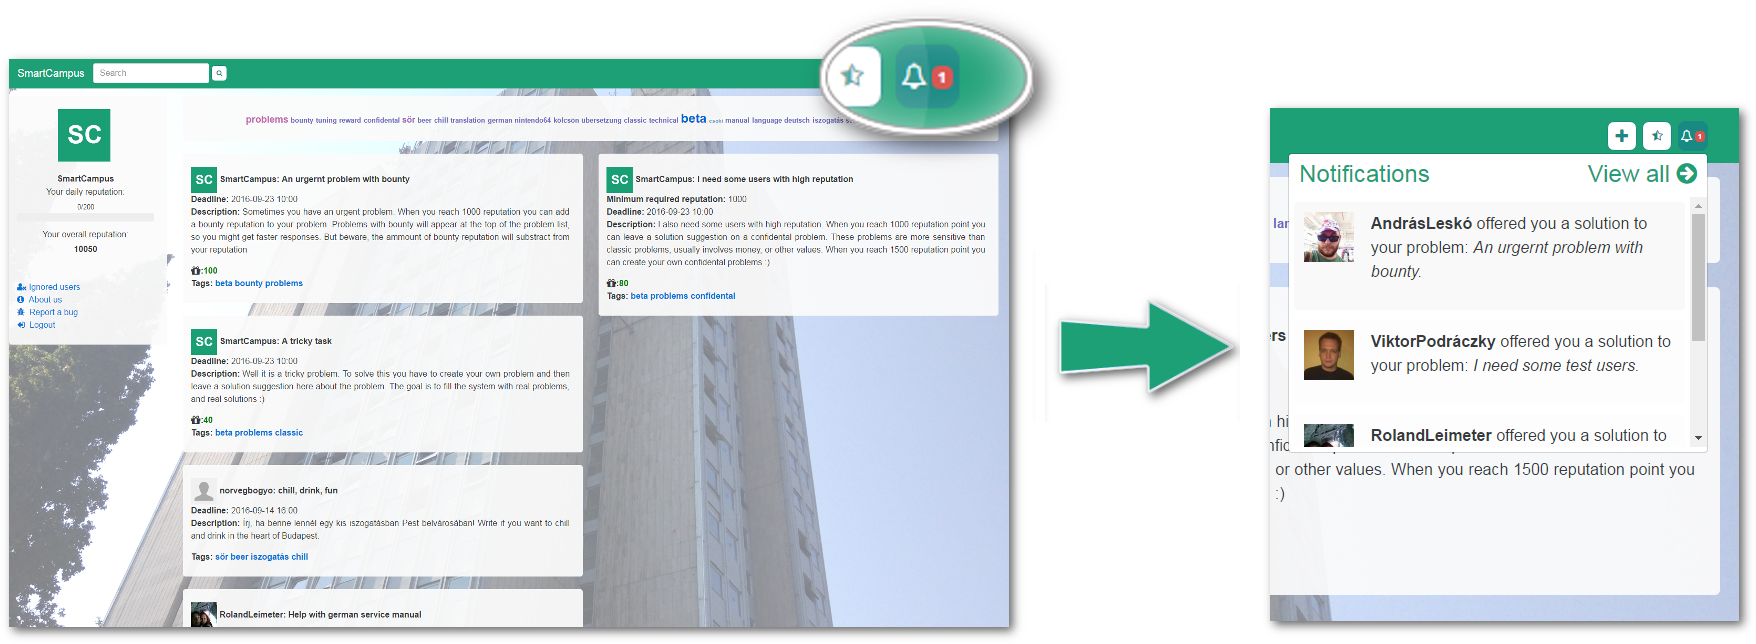 SmartCampus
Search
1
SC
SmartCampus
Your daily reputation:
0/200
Your overall reputation:
10050
Ignored users
About us
Report a bug
Logout
problems bounty tuning reward confidental sör beer chill translation german nintendo64 kolcson übersetzung classic technical beta manual language deutsch iszogatás
SC SmartCampus: An urgernt problem with bounty
Deadline: 2016-09-23 10:00
Description: Sometimes you have an urgent problem. When you reach 1000 reputation you can add
a bounty reputation to your problem. Problems with bounty will appear at the top of the problem list,
so you might get faster responses. But beware, the ammount of bounty reputation will substract from
your reputation
:100
Tags: beta bounty problems
SC SmartCampus: A tricky task
Deadline: 2016-09-23 10:00
Description: Well it is a tricky problem. To solve this you have to create your own problem and then
leave a solution suggestion here about the problem. The goal is to fill the system with real problems,
and real solutions :)
:40
Tags: beta problems classic
norvegbogyo: chill, drink, fun
Deadline: 2016-09-14 16:00
Description: Írj, ha benne lennél egy kis iszogatásban Pest belvárosában! Write if you want to chill
and drink in the heart of Budapest.
Tags: sör beer iszogatás chill
RolandLeimeter: Help with german service manual
SC SmartCampus: I need some users with high reputation
Minimum required reputation: 1000
Deadline: 2016-09-23 10:00
Description: I also need some users with high reputation. When you reach 1000 reputation point you
can leave a solution suggestion on a confidental problem. These problems are more sensitive than
classic problems, usually involves money, or other values. When you reach 1500 reputation point you
can create your own confidental problems :)
:80
Tags: beta problems confidental
1
Notifications View all
AndrásLeskó offered you a solution to
your problem: An urgernt problem with
bounty.
ViktorPodráczky offered you a solution to
your problem: I need some test users.
RolandLeimeter offered you a solution to
lan
ers
hi
nfic
or other values. When you reach 1500 reputation point you
:)